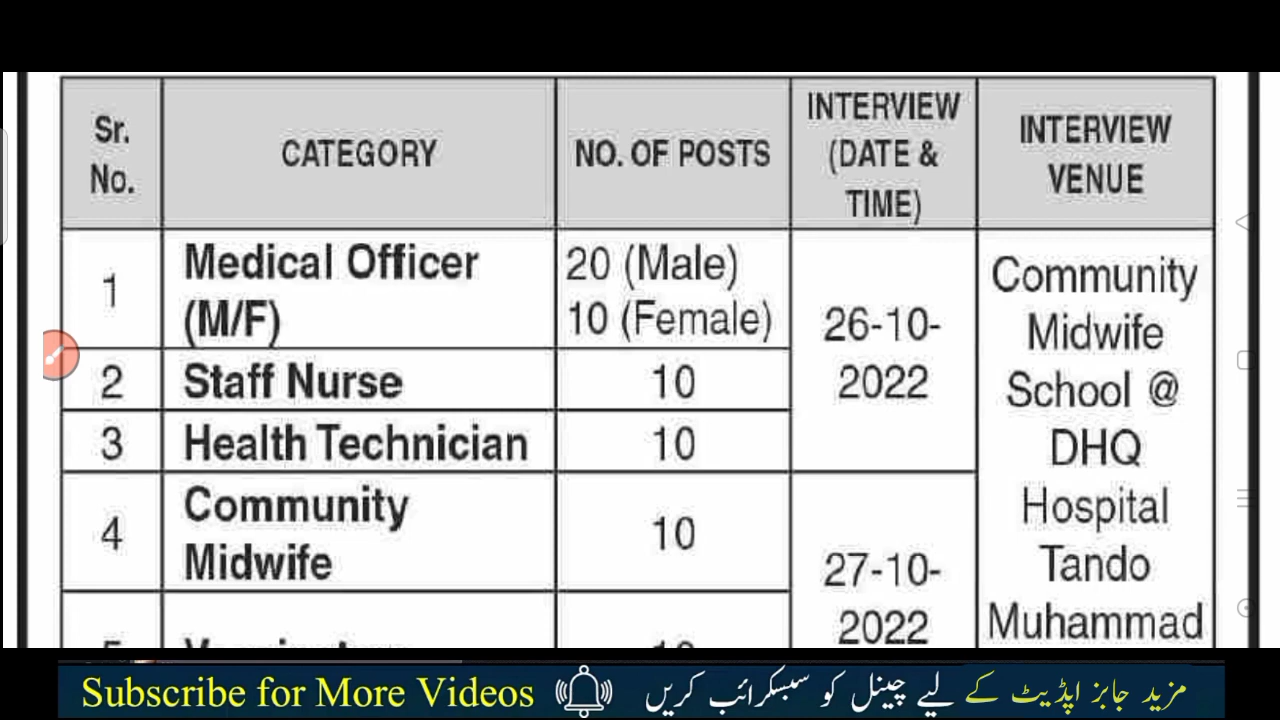 Sr.
No.
CATEGORY
NO. OF POSTS
INTERVIEW
(DATE &
TIME)
INTERVIEW
VENUE
1
Medical Officer
(M/F)
20 (Male)
10 (Female)
26-10-
2022
Community
Midwife
School @
DHQ
Hospital
Tando
Muhammad
2
Staff Nurse
10
3
Health Technician
10
4
Community
Midwife
10
27-10-
2022
Subscribe for More Videos
مزید جابز اپڈیٹ کے لیے چینل کو سبسکرائب کریں